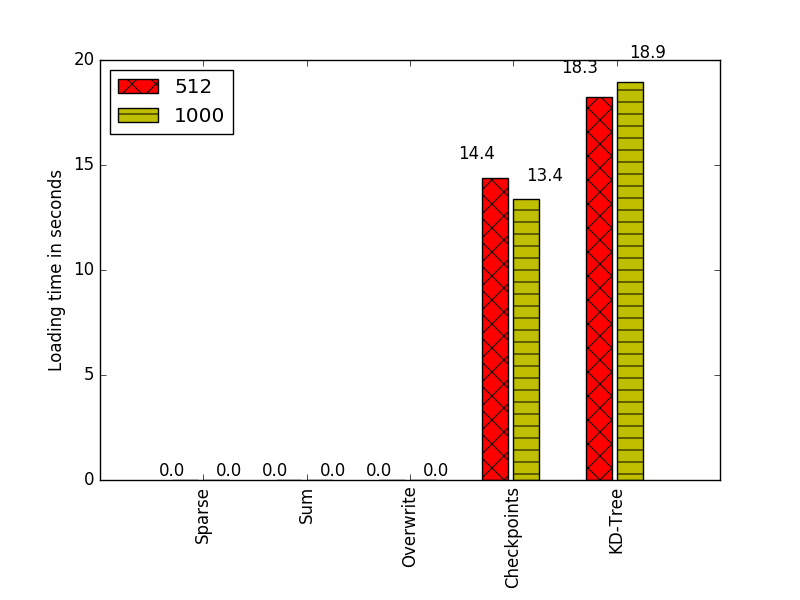 512
1000
Loading time in seconds
20
15
10
5
0
0.0 0.0 0.0 0.0 0.0 0.0 14.4 13.4 18.3 18.9
Sparse
Sum
Overwrite
Checkpoints
KD-Tree